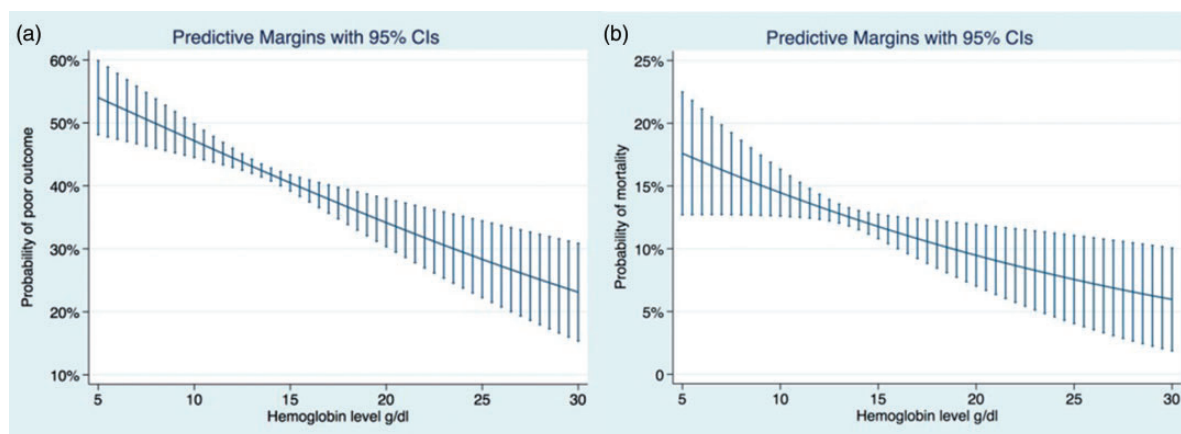 (a)
Predictive Margins with 95% CIs
60%
50%
40%
30%
20%
10%
Probability of poor outcome
5 10 15 20 25 30
Hemoglobin level g/dl
(b)
Predictive Margins with 95% CIs
25%
20%
15%
10%
5%
0
Probability of mortality
5 10 15 20 25 30
Hemoglobin level g/dl